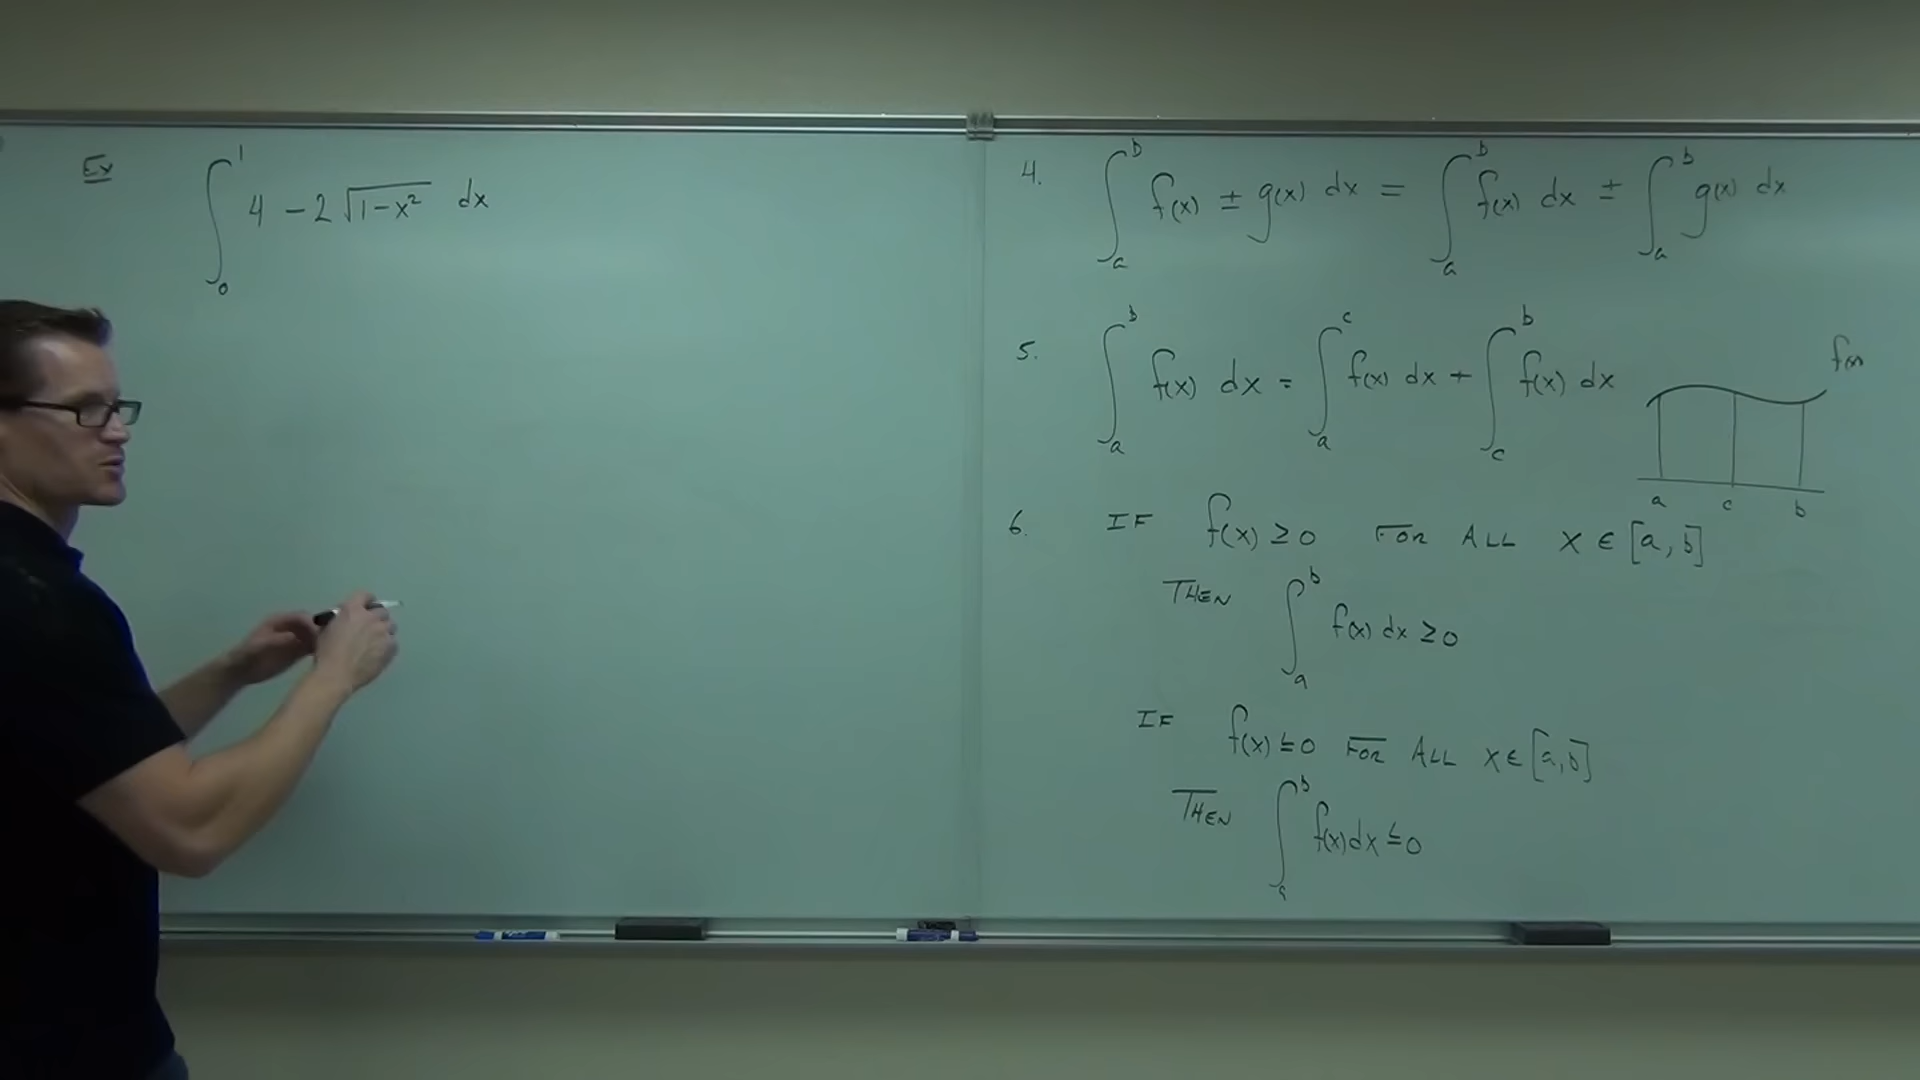 Ex ∫₀¹ 4 - 2√(1-x²) dx
4. ∫ₐᵇ f(x) ± g(x) dx = ∫ₐᵇ f(x) dx ± ∫ₐᵇ g(x) dx
5. ∫ₐᵇ f(x) dx = ∫ₐᶜ f(x) dx + ∫꜀ᵇ f(x) dx
f(x)
a c b
6. IF f(x) ≥ 0 FOR ALL x ∈ [a, b]
THEN ∫ₐᵇ f(x) dx ≥ 0
IF f(x) ≤ 0 FOR ALL x ∈ [a, b]
THEN ∫ₐᵇ f(x) dx ≤ 0